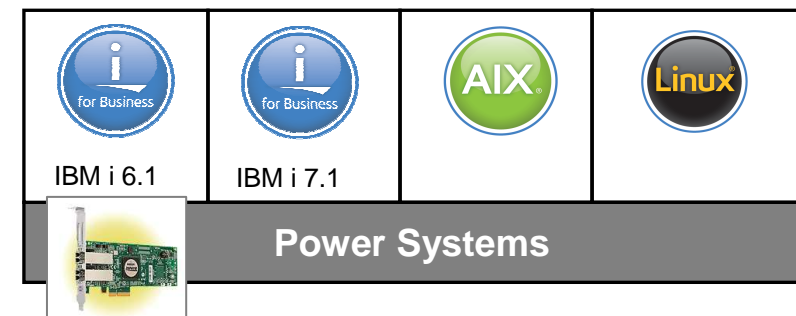 i
for Business
i
for Business
AIX®
Linux®
IBM i 6.1
IBM i 7.1
Power Systems